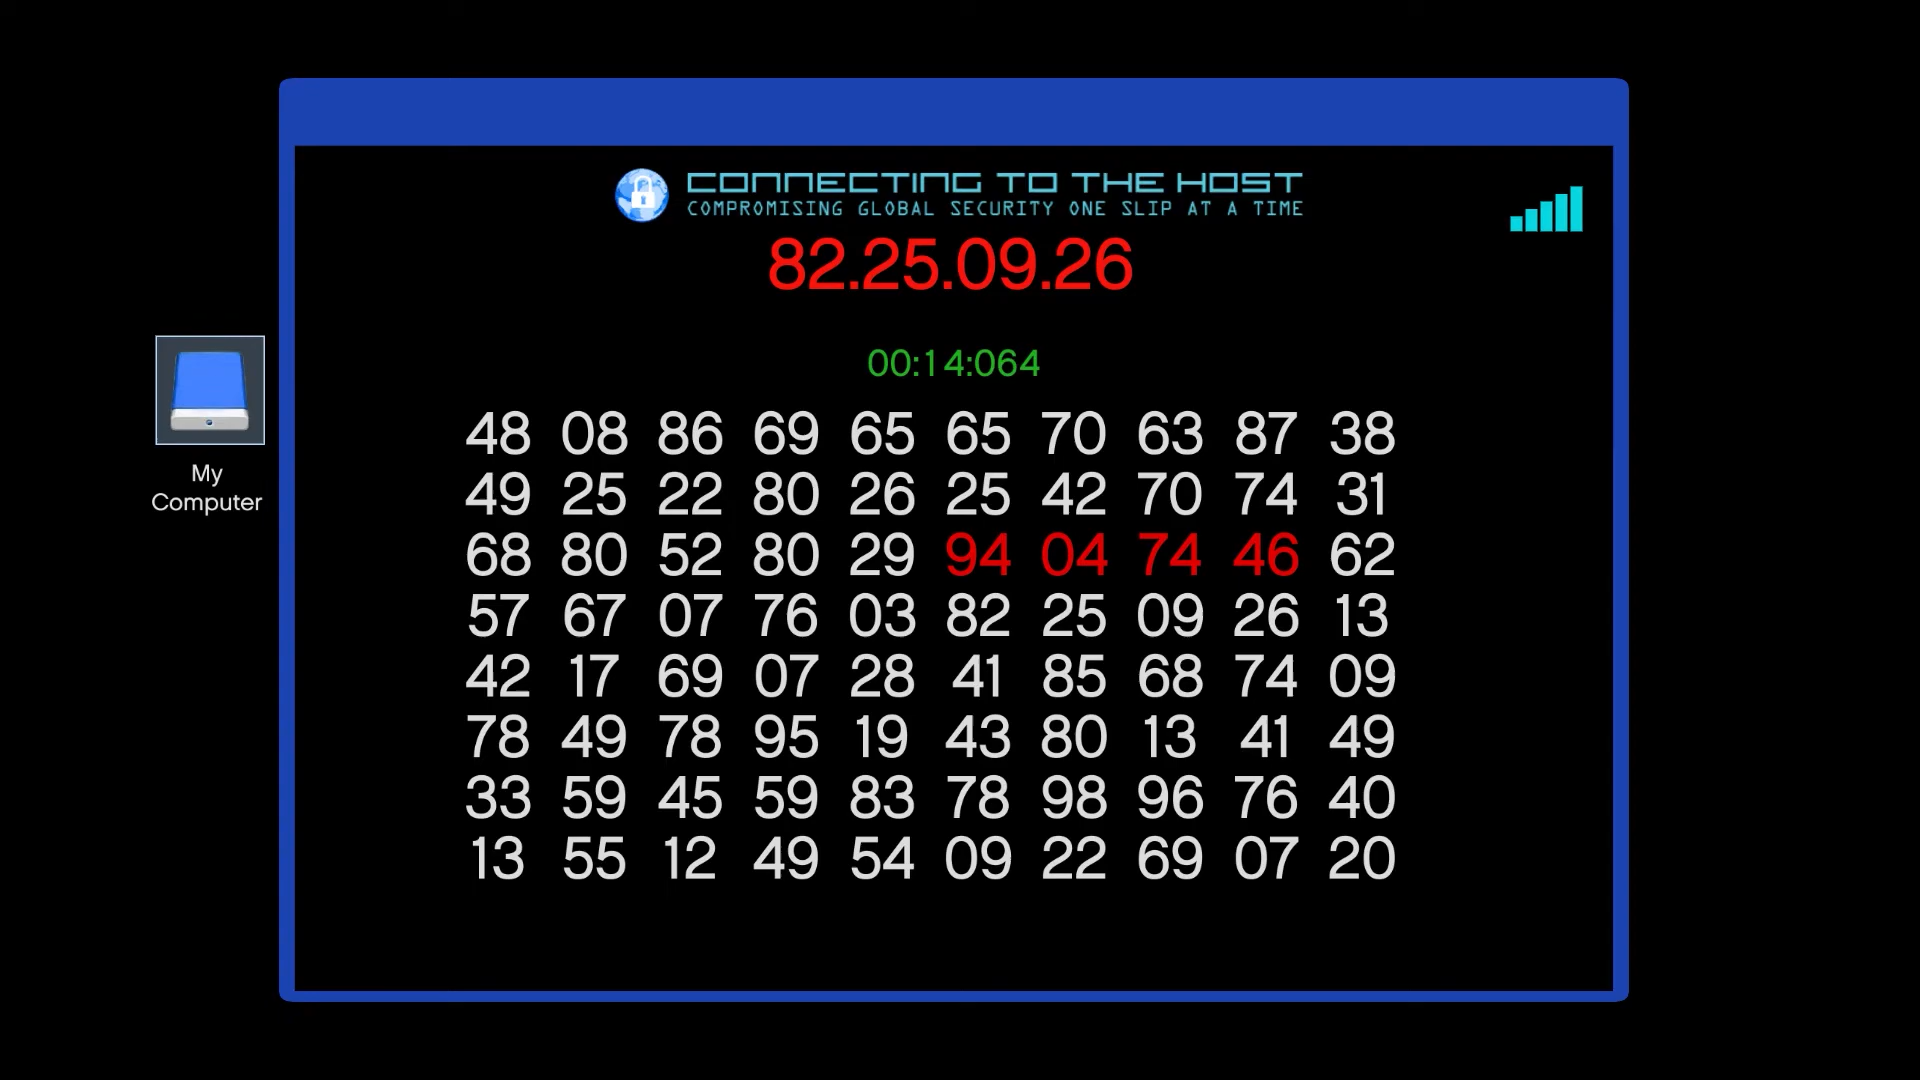 CONNECTING TO THE HOST
COMPROMISING GLOBAL SECURITY ONE SLIP AT A TIME
82.25.09.26
00:14:064
My
Computer
48 08 86 69 65 65 70 63 87 38
49 25 22 80 26 25 42 70 74 31
68 80 52 80 29 94 04 74 46 62
57 67 07 76 03 82 25 09 26 13
42 17 69 07 28 41 85 68 74 09
78 49 78 95 19 43 80 13 41 49
33 59 45 59 83 78 98 96 76 40
13 55 12 49 54 09 22 69 07 20